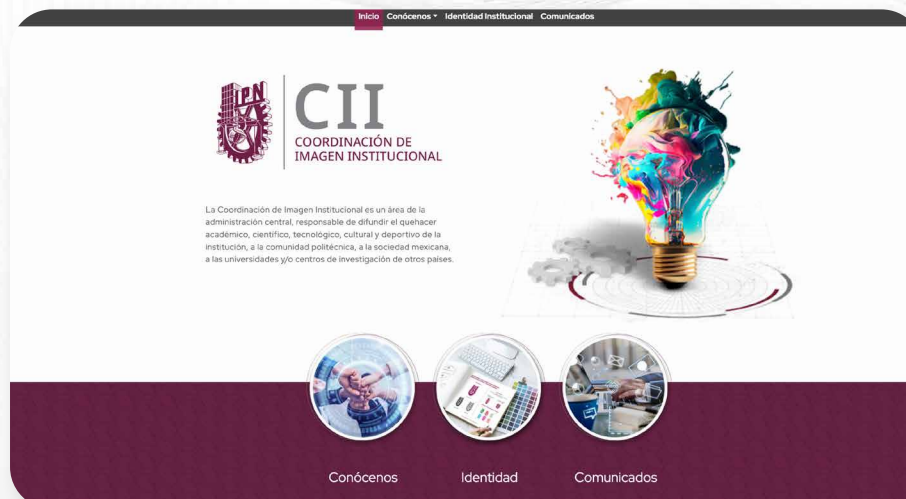 Inicio Conócenos Identidad Institucional Comunicados
IPN
CII
COORDINACIÓN DE
IMAGEN INSTITUCIONAL
La Coordinación de Imagen Institucional es un área de la
administración central, responsable de difundir el quehacer
académico, científico, tecnológico, cultural y deportivo de la
institución, a la comunidad politécnica, a la sociedad mexicana,
a las universidades y/o centros de investigación de otros países.
Conócenos Identidad Comunicados